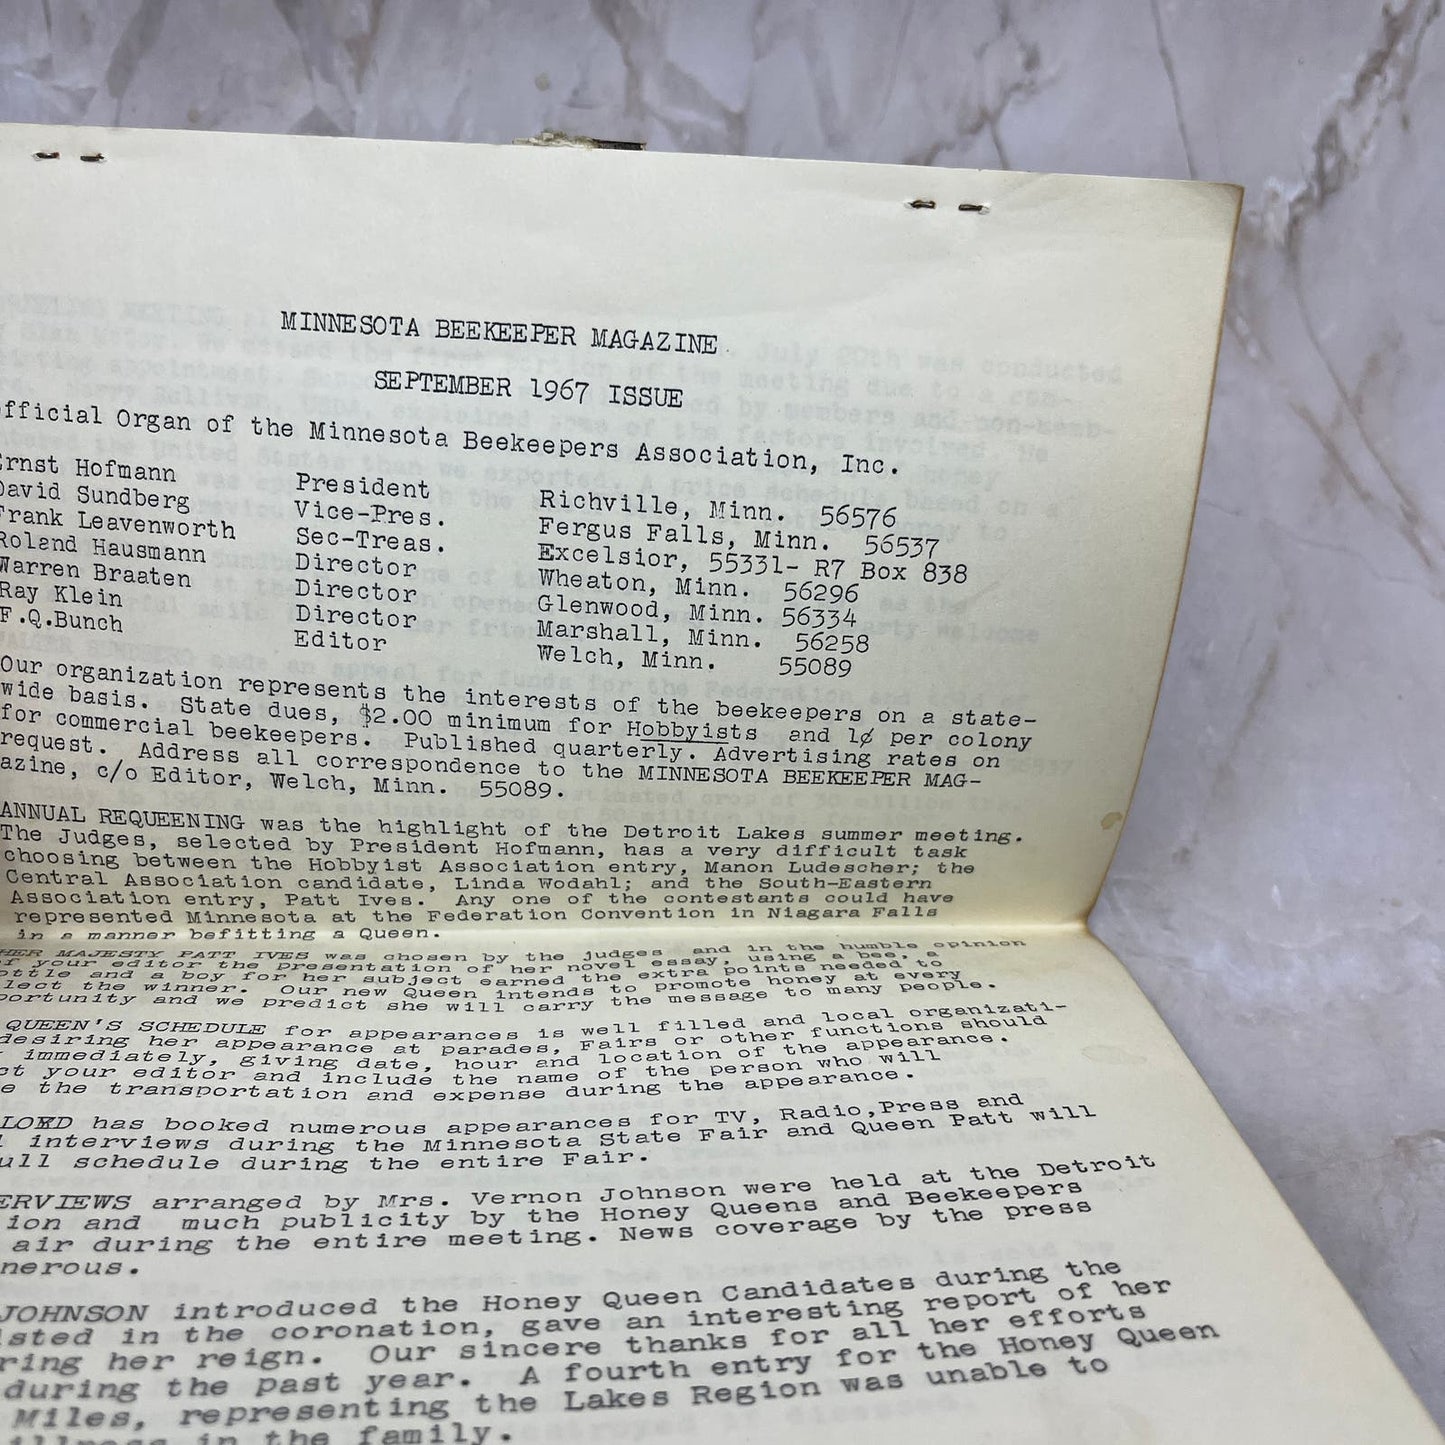 MINNESOTA BEEKEEPER MAGAZINE
SEPTEMBER 1967 ISSUE
official Organ of the Minnesota Beekeepers Association, Inc.
Ernst Hofmann President Richville, Minn. 56576
David Sundberg Vice-Pres. Fergus Falls, Minn. 56537
Frank Leavenworth Sec-Treas. Excelsior, 55331- R7 Box 838
Roland Hausmann Director Wheaton, Minn. 56296
Warren Braaten Director Glenwood, Minn. 56334
Ray Klein Director Marshall, Minn. 56258
F.Q.Bunch Editor Welch, Minn. 55089
Our organization represents the interests of the beekeepers on a state-
wide basis. State dues, $2.00 minimum for Hobbyists and 1¢ per colony
for commercial beekeepers. Published quarterly. Advertising rates on
request. Address all correspondence to the MINNESOTA BEEKEEPER MAG-
azine, c/o Editor, Welch, Minn. 55089.
ANNUAL REQUEENING was the highlight of the Detroit Lakes summer meeting.
The Judges, selected by President Hofmann, has a very difficult task
choosing between the Hobbyist Association entry, Manon Ludescher; the
Central Association candidate, Linda Wodahl; and the South-Eastern
Association entry, Patt Ives. Any one of the contestants could have
represented Minnesota at the Federation Convention in Niagara Falls
in a manner befitting a Queen.
HER MAJESTY PATT IVES was chosen by the judges and in the humble opinion
of your editor the presentation of her novel essay, using a bee, a
ottle and a boy for her subject earned the extra points needed to
lect the winner. Our new Queen intends to promote honey at every
portunity and we predict she will carry the message to many people.
QUEEN'S SCHEDULE for appearances is well filled and local organizati-
desiring her appearance at parades, Fairs or other functions should
immediately, giving date, hour and location of the appearance.
ct your editor and include the name of the person who will
e the transportation and expense during the appearance.
LOED has booked numerous appearances for TV, Radio,Press and
l interviews during the Minnesota State Fair and Queen Patt will
ull schedule during the entire Fair.
ERVIEWS arranged by Mrs. Vernon Johnson were held at the Detroit
ion and much publicity by the Honey Queens and Beekeepers
air during the entire meeting. News coverage by the press
nerous.
JOHNSON introduced the Honey Queen Candidates during the
isted in the coronation, gave an interesting report of her
ring her reign. Our sincere thanks for all her efforts
during the past year. A fourth entry for the Honey Queen
Miles, representing the Lakes Region was unable to
illness in the family.